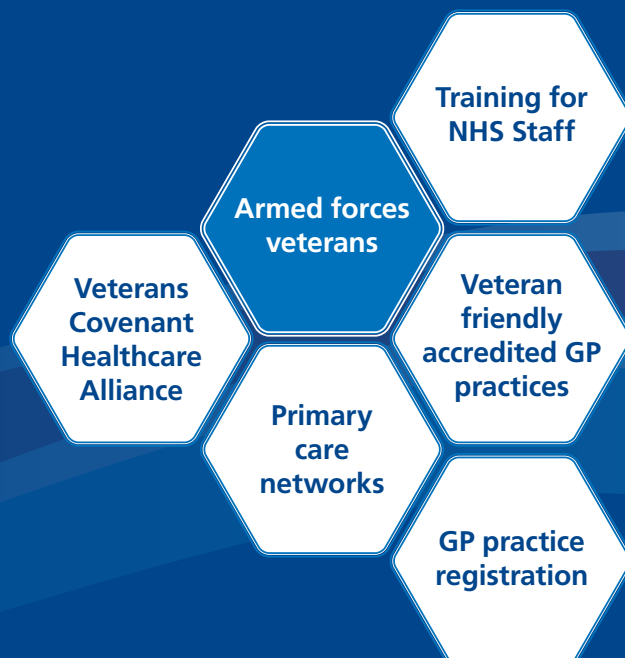 Training for
NHS Staff
Armed forces
veterans
Veterans
Covenant
Healthcare
Alliance
Veteran
friendly
accredited GP
practices
Primary
care
networks
GP practice
registration